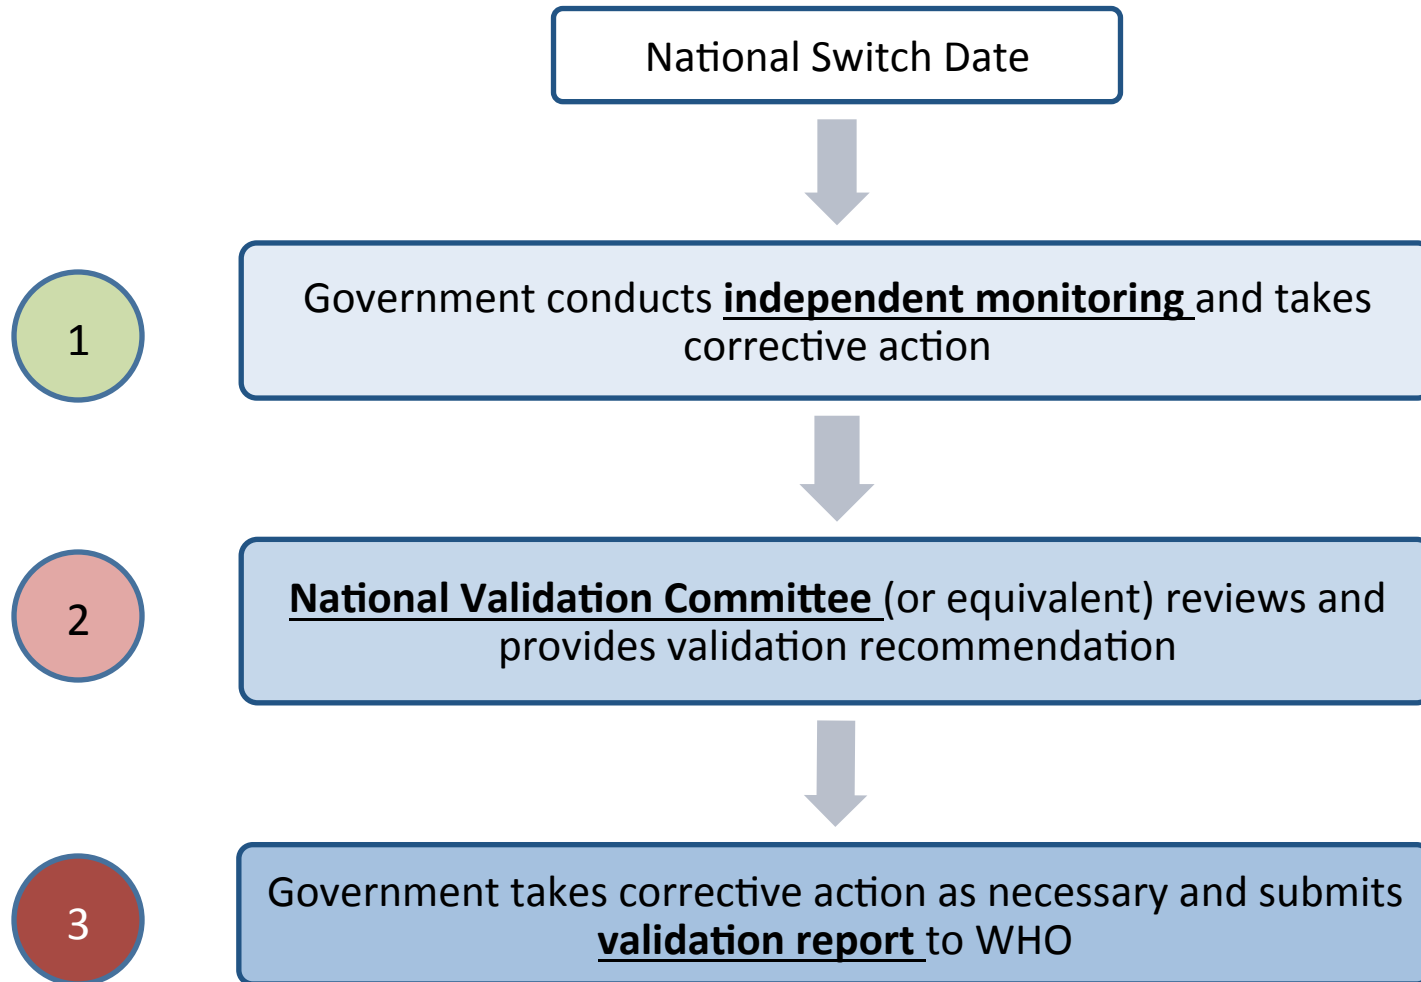 National Switch Date
1
Government conducts independent monitoring and takes
corrective action
2
National Validation Committee (or equivalent) reviews and
provides validation recommendation
3
Government takes corrective action as necessary and submits
validation report to WHO